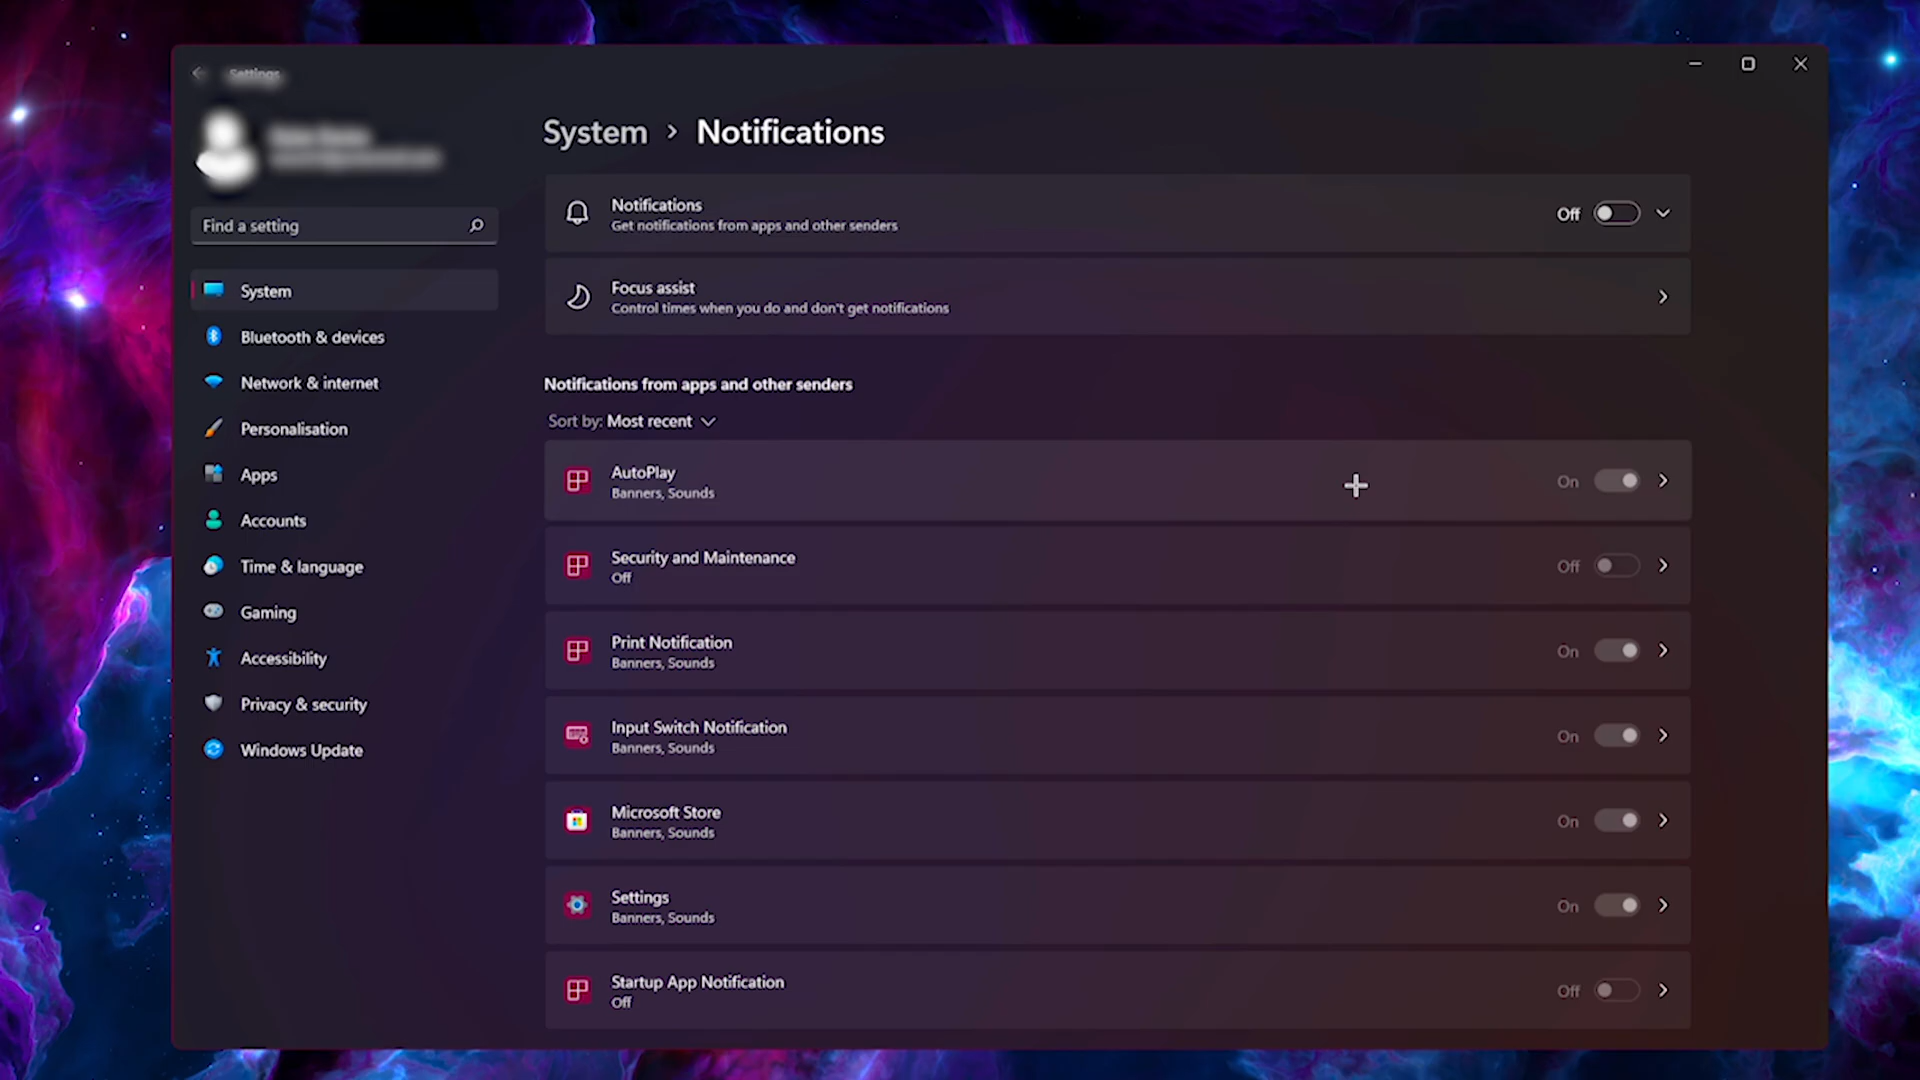 Settings
System > Notifications
Find a setting
System
Bluetooth & devices
Network & internet
Personalisation
Apps
Accounts
Time & language
Gaming
Accessibility
Privacy & security
Windows Update
Notifications
Get notifications from apps and other senders
Off
Focus assist
Control times when you do and don't get notifications
Notifications from apps and other senders
Sort by: Most recent
AutoPlay
Banners, Sounds
On
Security and Maintenance
Off
Off
Print Notification
Banners, Sounds
On
Input Switch Notification
Banners, Sounds
On
Microsoft Store
Banners, Sounds
On
Settings
Banners, Sounds
On
Startup App Notification
Off
Off